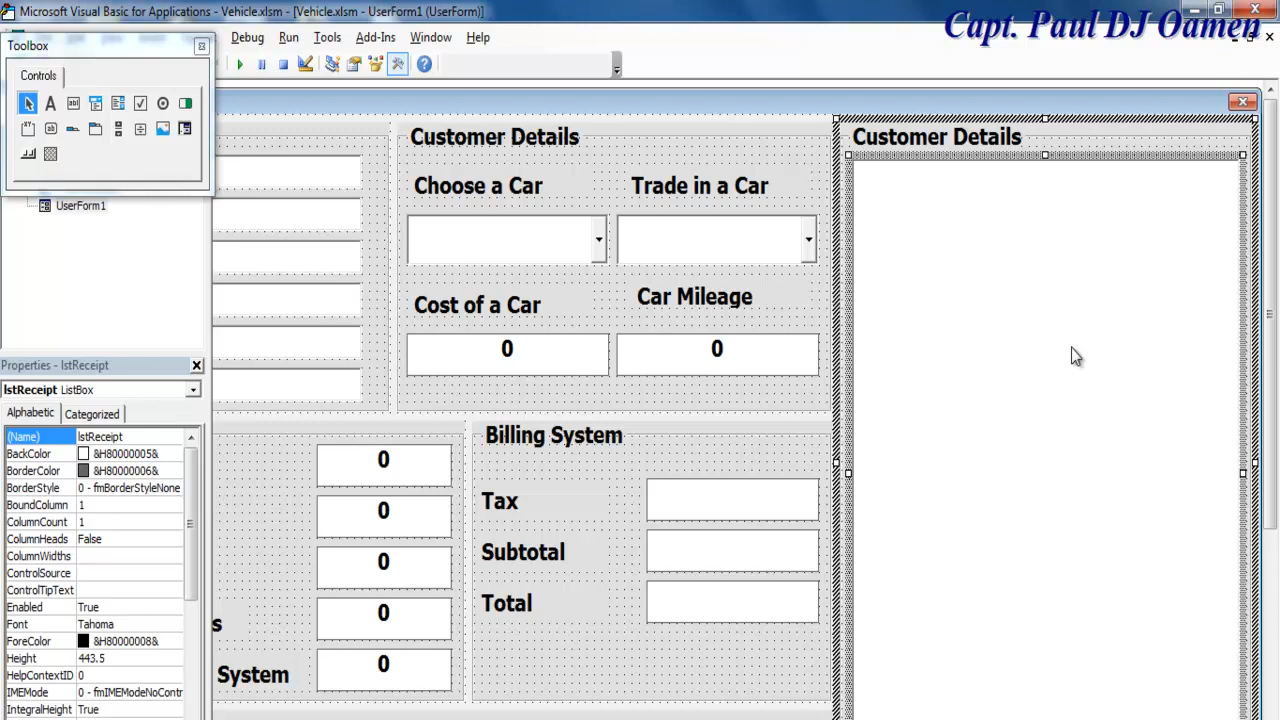 Microsoft Visual Basic for Applications - Vehicle.xlsm - [Vehicle.xlsm - UserForm1 (UserForm)]
Capt. Paul DJ Oamen
Debug Run Tools Add-Ins Window Help
Toolbox
Controls
UserForm1
Customer Details
Choose a Car
Trade in a Car
Cost of a Car
Car Mileage
0
0
Customer Details
Properties - lstReceipt
lstReceipt ListBox
Alphabetic Categorized
(Name) lstReceipt
BackColor &H80000005&
BorderColor &H80000006&
BorderStyle 0 - fmBorderStyleNone
BoundColumn 1
ColumnCount 1
ColumnHeads False
ColumnWidths
ControlSource
ControlTipText
Enabled True
Font Tahoma
ForeColor &H80000008&
Height 443.5
HelpContextID 0
IMEMode 0 - fmIMEModeNoContr
IntegralHeight True
0
0
0
s 0
System 0
Billing System
Tax
Subtotal
Total